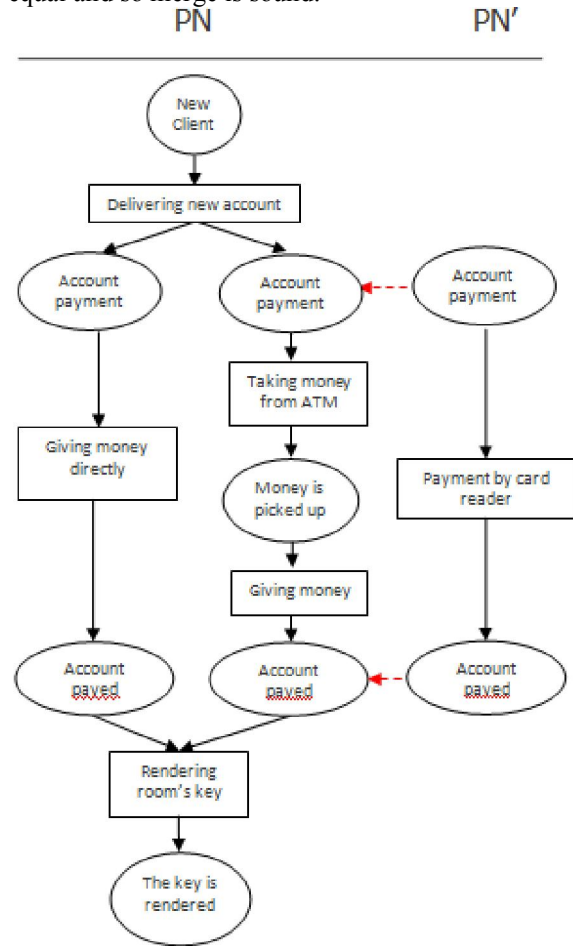 equal and so merge is sound.
PN PN’
New
Client
Delivering new account
Account
payment
Account
payment
Account
payment
Taking money
from ATM
Giving money
directly
Money is
picked up
Payment by card
reader
Giving money
Account
payed
Account
payed
Account
payed
Rendering
room’s key
The key is
rendered